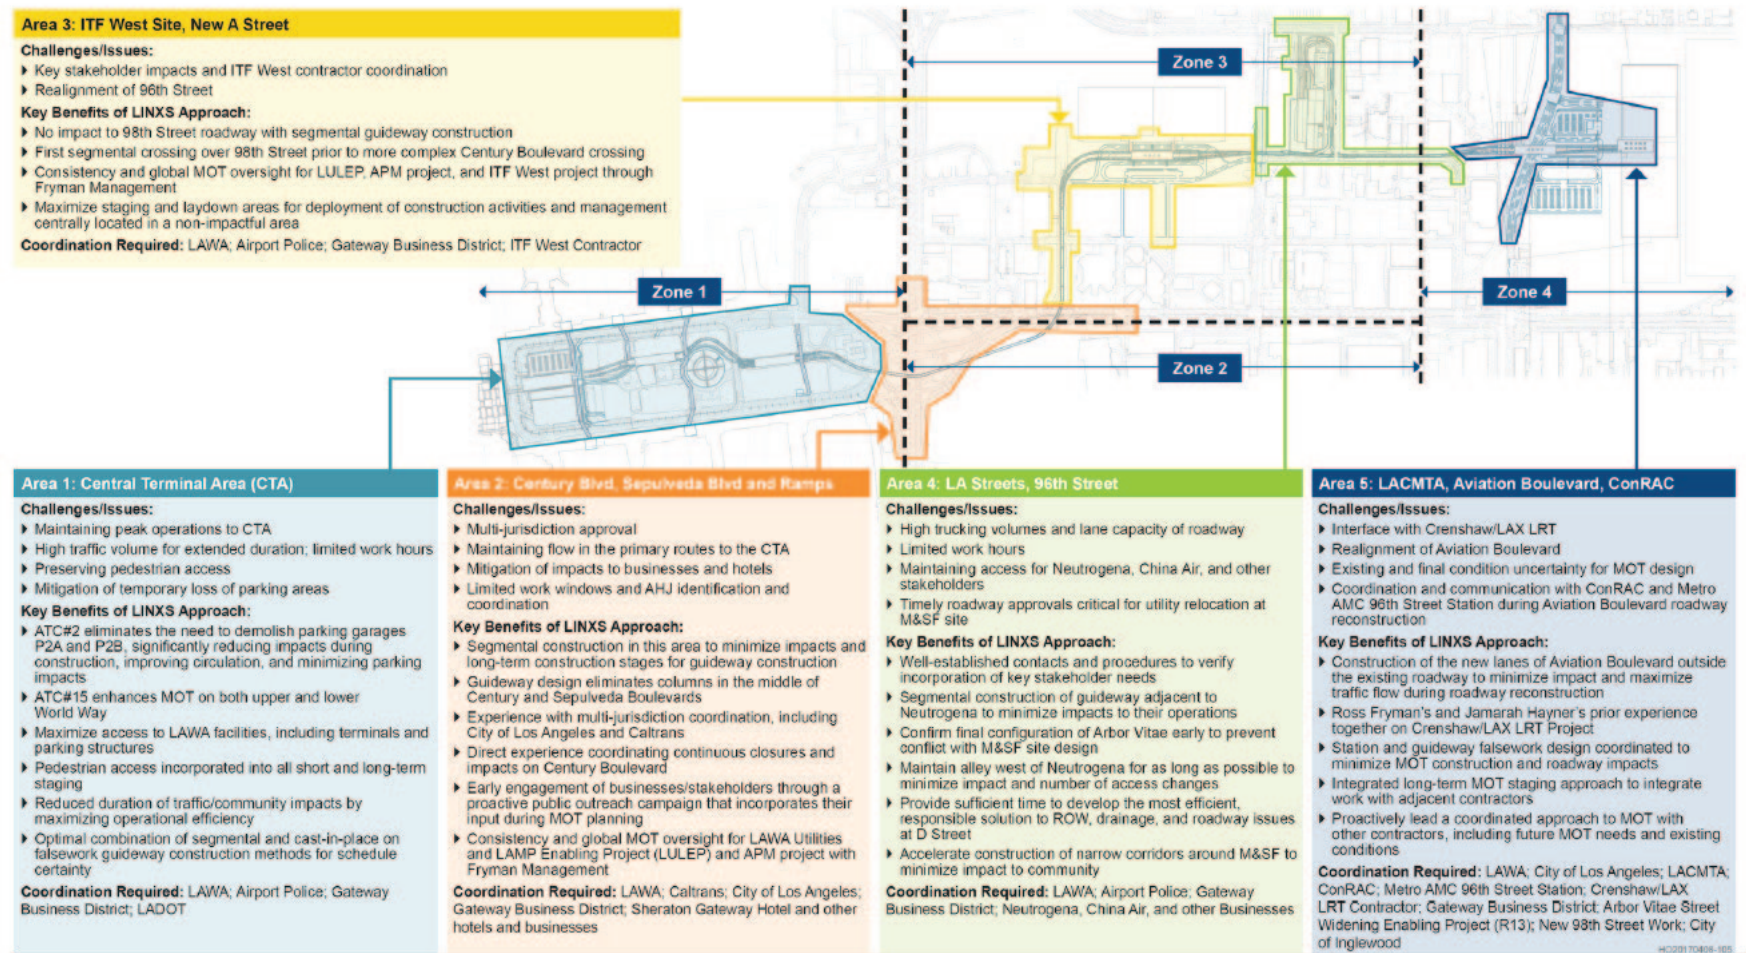 Area 3: ITF West Site, New A Street
Challenges/Issues:
Key stakeholder impacts and ITF West contractor coordination
Realignment of 96th Street
Key Benefits of LINXS Approach:
No impact to 98th Street roadway with segmental guideway construction
First segmental crossing over 98th Street prior to more complex Century Boulevard crossing
Consistency and global MOT oversight for LULEP, APM project, and ITF West project through
Fryman Management
Maximize staging and laydown areas for deployment of construction activities and management
centrally located in a non-impactful area
Coordination Required: LAWA; Airport Police; Gateway Business District; ITF West Contractor
Zone 3
Zone 1
Zone 4
Zone 2
Area 1: Central Terminal Area (CTA)
Challenges/Issues:
Maintaining peak operations to CTA
High traffic volume for extended duration; limited work hours
Preserving pedestrian access
Mitigation of temporary loss of parking areas
Key Benefits of LINXS Approach:
ATC#2 eliminates the need to demolish parking garages
P2A and P2B, significantly reducing impacts during
construction, improving circulation, and minimizing parking
impacts
ATC#15 enhances MOT on both upper and lower
World Way
Maximize access to LAWA facilities, including terminals and
parking structures
Pedestrian access incorporated into all short and long-term
staging
Reduced duration of traffic/community impacts by
maximizing operational efficiency
Optimal combination of segmental and cast-in-place on
falsework guideway construction methods for schedule
certainty
Coordination Required: LAWA; Airport Police; Gateway
Business District; LADOT
Area 2: Century Blvd, Sepulveda Blvd and Ramps
Challenges/Issues:
Multi-jurisdiction approval
Maintaining flow in the primary routes to the CTA
Mitigation of impacts to businesses and hotels
Limited work windows and AHJ identification and
coordination
Key Benefits of LINXS Approach:
Segmental construction in this area to minimize impacts and
long-term construction stages for guideway construction
Guideway design eliminates columns in the middle of
Century and Sepulveda Boulevards
Experience with multi-jurisdiction coordination, including
City of Los Angeles and Caltrans
Direct experience coordinating continuous closures and
impacts on Century Boulevard
Early engagement of businesses/stakeholders through a
proactive public outreach campaign that incorporates their
input during MOT planning
Consistency and global MOT oversight for LAWA Utilities
and LAMP Enabling Project (LULEP) and APM project with
Fryman Management
Coordination Required: LAWA; Caltrans; City of Los Angeles;
Gateway Business District; Sheraton Gateway Hotel and other
hotels and businesses
Area 4: LA Streets, 96th Street
Challenges/Issues:
High trucking volumes and lane capacity of roadway
Limited work hours
Maintaining access for Neutrogena, China Air, and other
stakeholders
Timely roadway approvals critical for utility relocation at
M&SF site
Key Benefits of LINXS Approach:
Well-established contacts and procedures to verify
incorporation of key stakeholder needs
Segmental construction of guideway adjacent to
Neutrogena to minimize impacts to their operations
Confirm final configuration of Arbor Vitae early to prevent
conflict with M&SF site design
Maintain alley west of Neutrogena for as long as possible to
minimize impact and number of access changes
Provide sufficient time to develop the most efficient,
responsible solution to ROW, drainage, and roadway issues
at D Street
Accelerate construction of narrow corridors around M&SF to
minimize impact to community
Coordination Required: LAWA; Airport Police; Gateway
Business District; Neutrogena, China Air, and other Businesses
Area 5: LACMTA, Aviation Boulevard, ConRAC
Challenges/Issues:
Interface with Crenshaw/LAX LRT
Realignment of Aviation Boulevard
Existing and final condition uncertainty for MOT design
Coordination and communication with ConRAC and Metro
AMC 96th Street Station during Aviation Boulevard roadway
reconstruction
Key Benefits of LINXS Approach:
Construction of the new lanes of Aviation Boulevard outside
the existing roadway to minimize impact and maximize
traffic flow during roadway reconstruction
Ross Fryman's and Jamarah Hayner's prior experience
together on Crenshaw/LAX LRT Project
Station and guideway falsework design coordinated to
minimize MOT construction and roadway impacts
Integrated long-term MOT staging approach to integrate
work with adjacent contractors
Proactively lead a coordinated approach to MOT with
other contractors, including future MOT needs and existing
conditions
Coordination Required: LAWA; City of Los Angeles; LACMTA;
ConRAC; Metro AMC 96th Street Station; Crenshaw/LAX
LRT Contractor; Gateway Business District; Arbor Vitae Street
Widening Enabling Project (R13); New 98th Street Work; City
of Inglewood